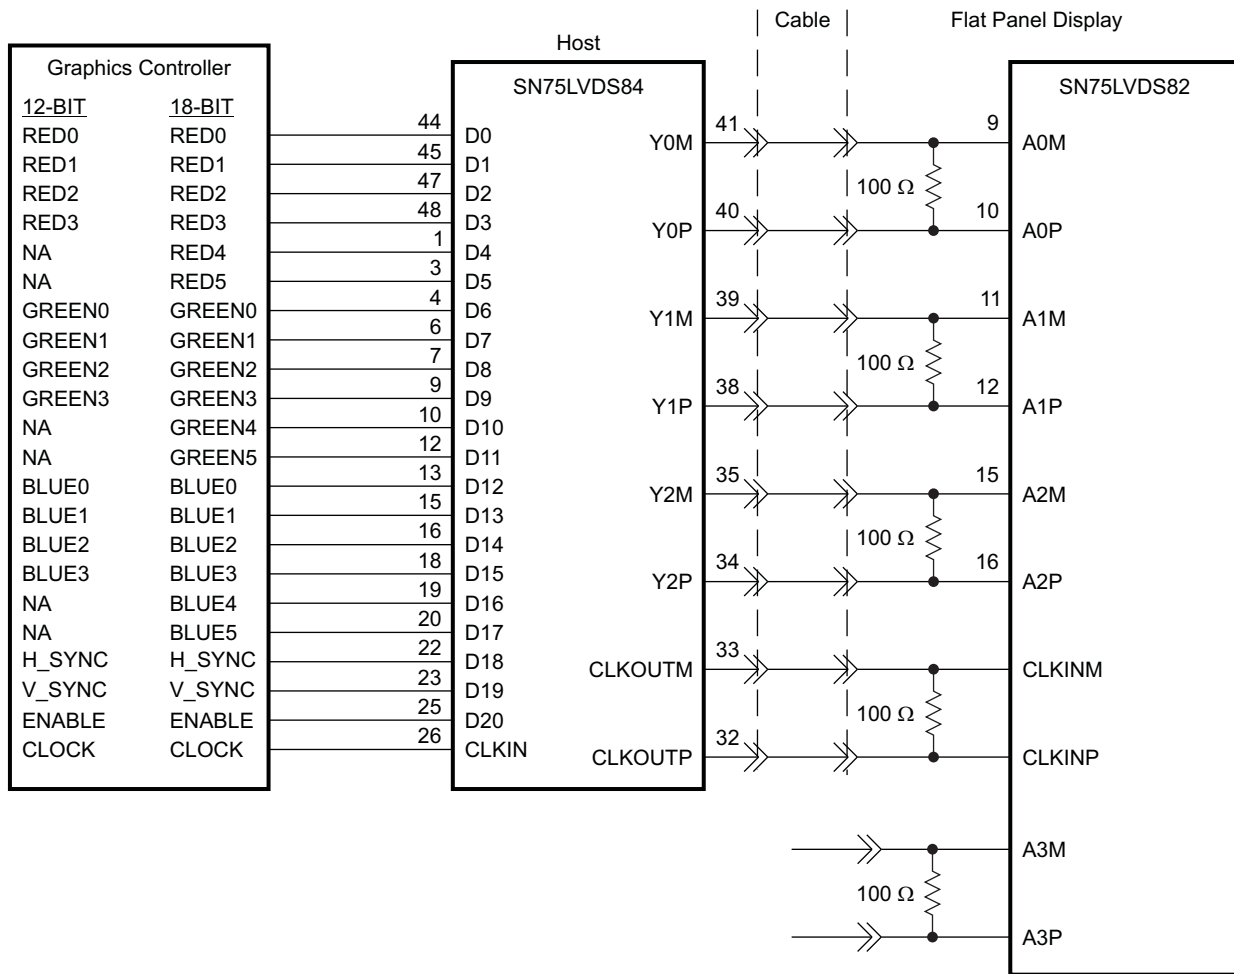 Cable
Flat Panel Display
Host
Graphics Controller
SN75LVDS84
SN75LVDS82
12-BIT 18-BIT
RED0 RED0 44 D0
Y0M 41 9 A0M
RED1 RED1 45 D1
RED2 RED2 47 D2
100 Ω
RED3 RED3 48 D3
Y0P 40 10 A0P
NA RED4 1 D4
NA RED5 3 D5
GREEN0 GREEN0 4 D6
Y1M 39 11 A1M
GREEN1 GREEN1 6 D7
GREEN2 GREEN2 7 D8
100 Ω
GREEN3 GREEN3 9 D9
Y1P 38 12 A1P
NA GREEN4 10 D10
NA GREEN5 12 D11
BLUE0 BLUE0 13 D12
Y2M 35 15 A2M
BLUE1 BLUE1 15 D13
BLUE2 BLUE2 16 D14
100 Ω
BLUE3 BLUE3 18 D15
Y2P 34 16 A2P
NA BLUE4 19 D16
NA BLUE5 20 D17
H_SYNC H_SYNC 22 D18
CLKOUTM 33 CLKINM
V_SYNC V_SYNC 23 D19
ENABLE ENABLE 25 D20
100 Ω
CLOCK CLOCK 26 CLKIN
CLKOUTP 32 CLKINP
A3M
100 Ω
A3P